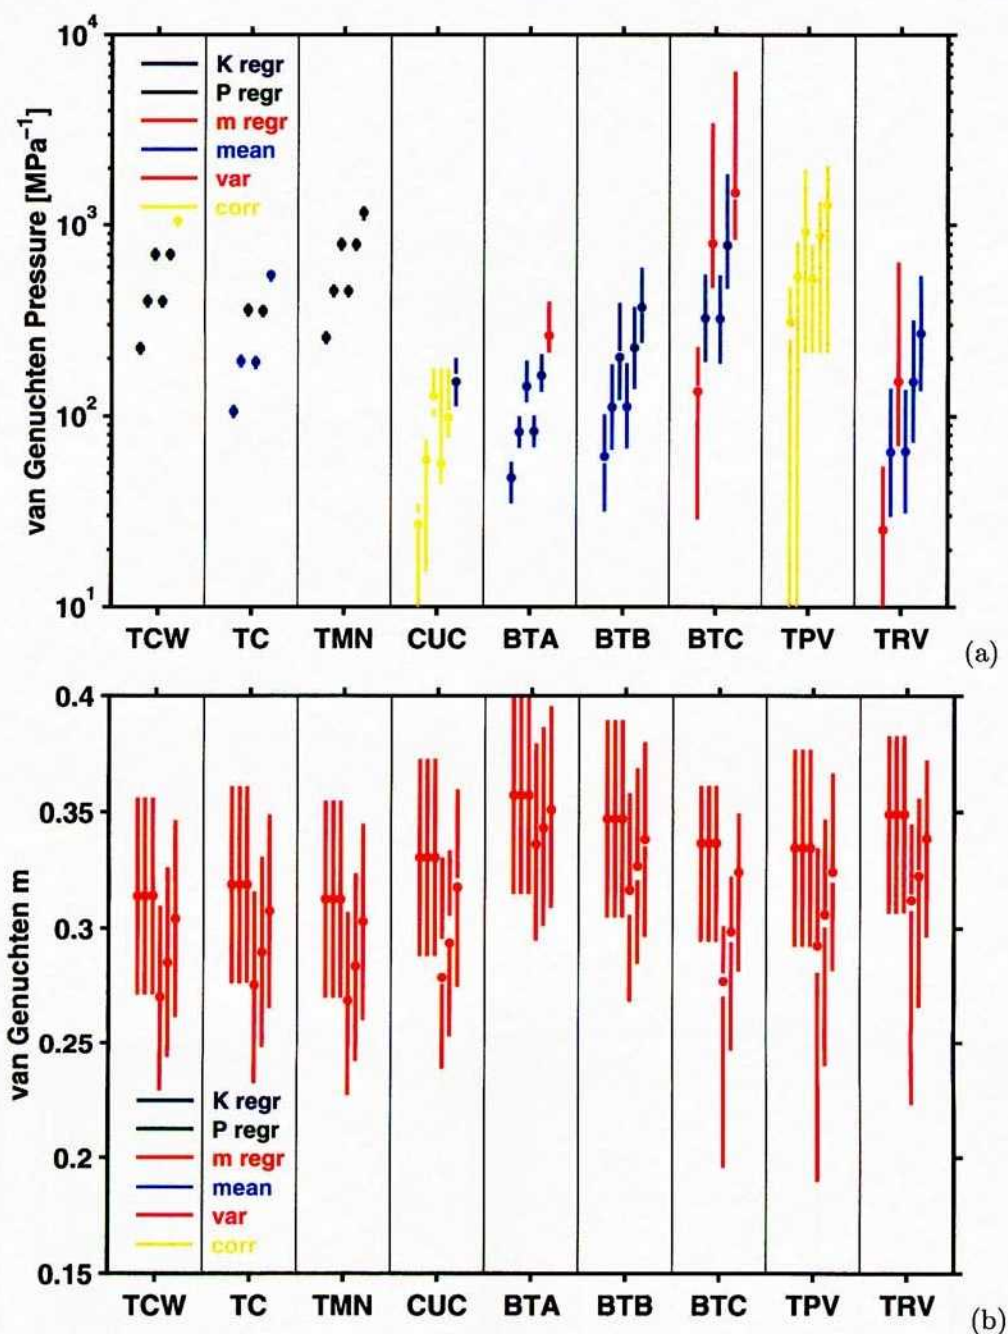 10⁴
K regr
P regr
m regr
mean
var
corr
10³
10²
10¹
van Genuchten Pressure [MPa⁻¹]
TCW TC TMN CUC BTA BTB BTC TPV TRV
(a)
0.4
0.35
0.3
0.25
0.2
0.15
van Genuchten m
K regr
P regr
m regr
mean
var
corr
TCW TC TMN CUC BTA BTB BTC TPV TRV
(b)